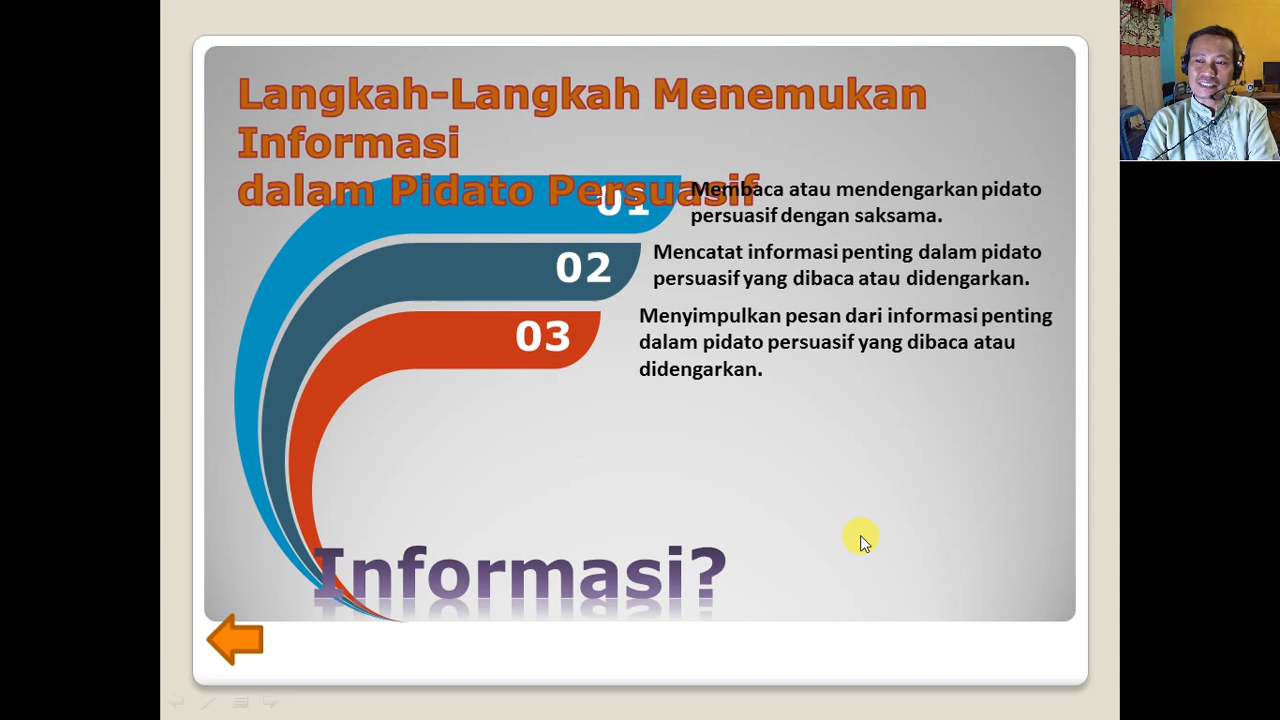 Langkah-Langkah Menemukan
Informasi
dalam Pidato Persuasif
01
Membaca atau mendengarkan pidato
persuasif dengan saksama.
02
Mencatat informasi penting dalam pidato
persuasif yang dibaca atau didengarkan.
03
Menyimpulkan pesan dari informasi penting
dalam pidato persuasif yang dibaca atau
didengarkan.
Informasi?